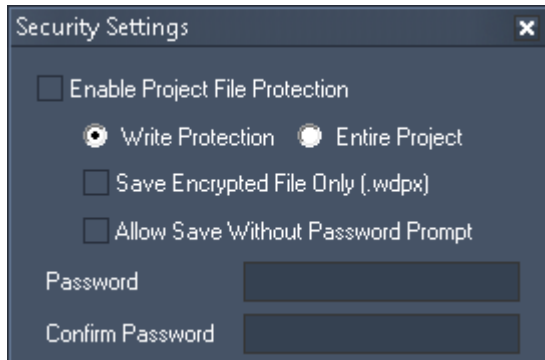 Security Settings
Enable Project File Protection
Write Protection Entire Project
Save Encrypted File Only (.wdpx)
Allow Save Without Password Prompt
Password
Confirm Password